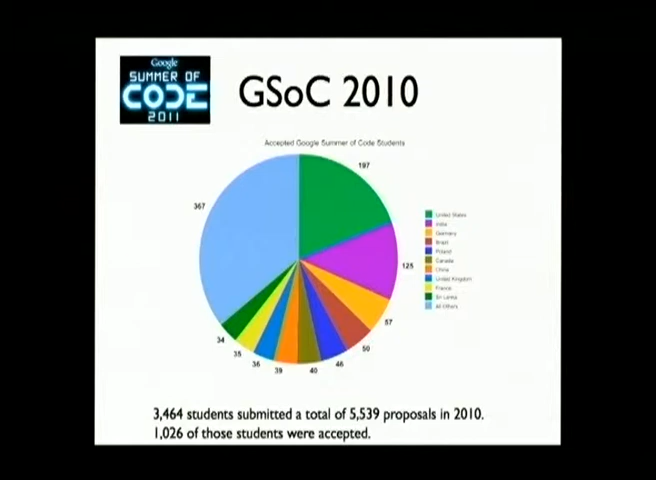 Google
SUMMER OF
CODE
2011
GSoC 2010
Accepted Google Summer of Code Students
197
367
125
57
50
46
40
39
36
35
34
United States
India
Germany
Brazil
Poland
Canada
China
United Kingdom
France
Sri Lanka
All Others
3,464 students submitted a total of 5,539 proposals in 2010.
1,026 of those students were accepted.